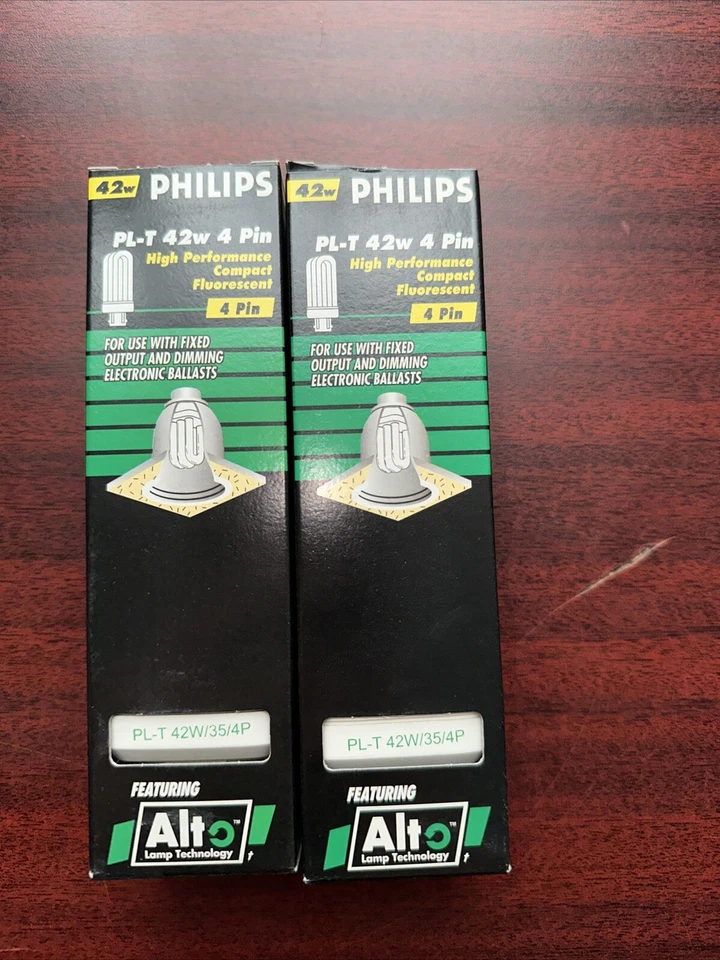 42w PHILIPS
PL-T 42w 4 Pin
High Performance
Compact
Fluorescent
4 Pin
FOR USE WITH FIXED
OUTPUT AND DIMMING
ELECTRONIC BALLASTS
PL-T 42W/35/4P
FEATURING
Alto™
Lamp Technology †
42w PHILIPS
PL-T 42w 4 Pin
High Performance
Compact
Fluorescent
4 Pin
FOR USE WITH FIXED
OUTPUT AND DIMMING
ELECTRONIC BALLASTS
PL-T 42W/35/4P
FEATURING
Alto™
Lamp Technology †